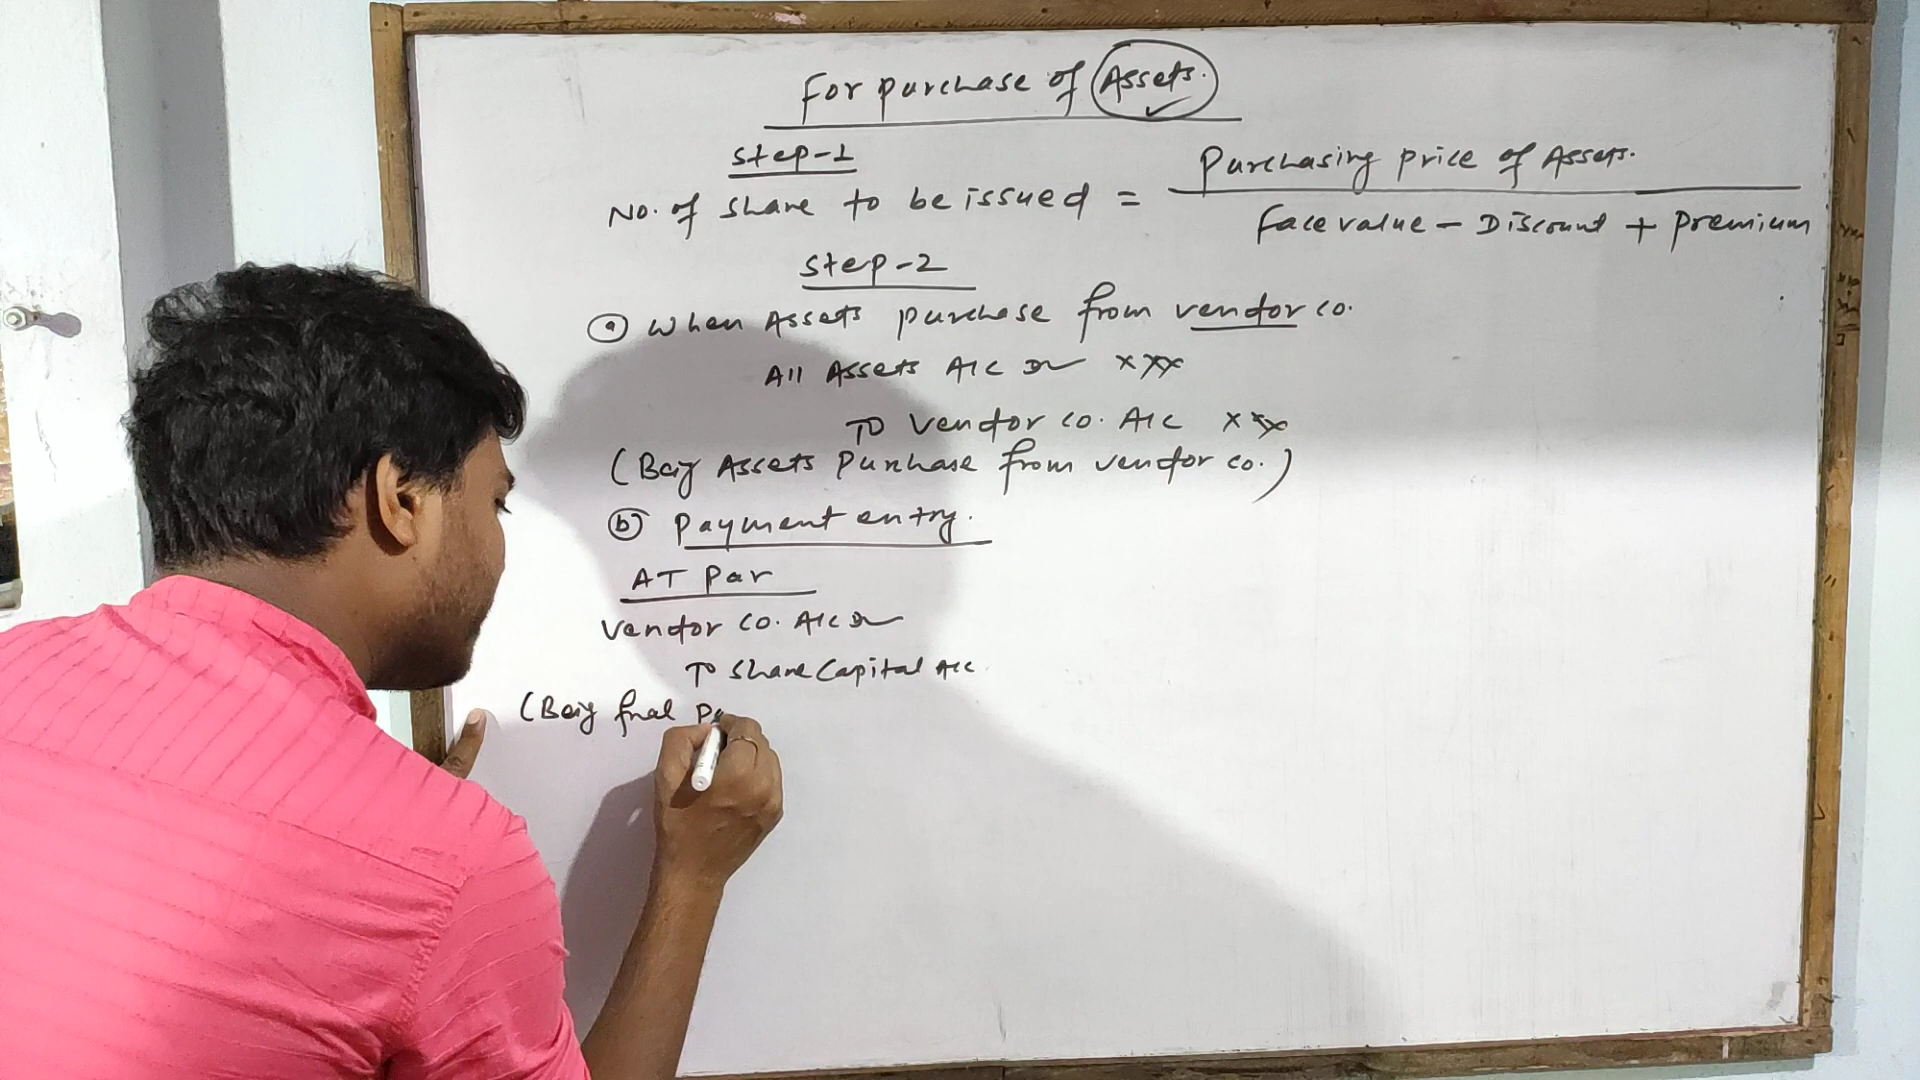 For purchase of Assets.
Step-1
No. of share to be issued = Purchasing price of Assets.
Face value - Discount + Premium
Step-2
(a) When Assets purchase from vendor co.
All Assets A/c Dr xxx
To Vendor co. A/c xxx
(Being Assets Purchase from vendor co.)
(b) Payment entry.
AT Par
Vendor co. A/c Dr
To Share Capital A/c
(Being final Pa